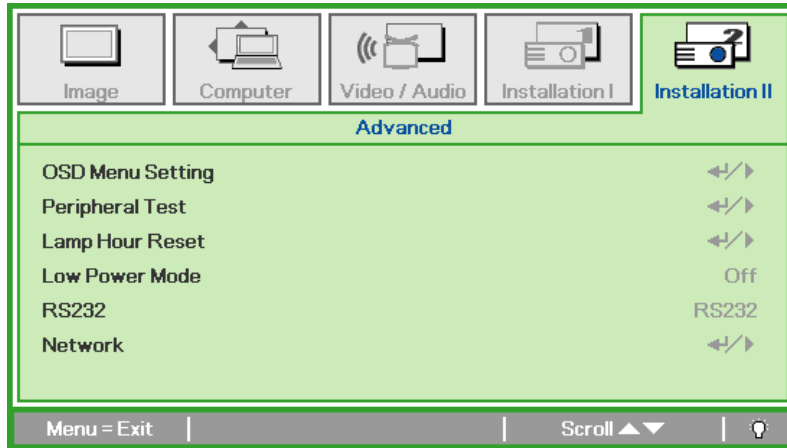 Image Computer Video / Audio Installation I Installation II
Advanced
OSD Menu Setting
Peripheral Test
Lamp Hour Reset
Low Power Mode Off
RS232 RS232
Network
Menu = Exit Scroll